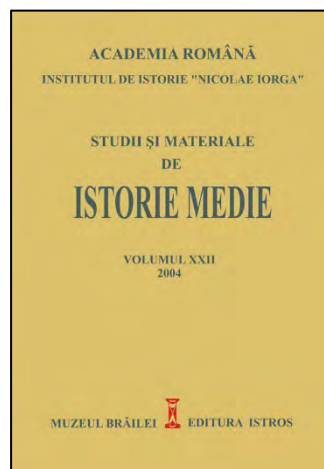 ACADEMIA ROMÂNĂ
INSTITUTUL DE ISTORIE "NICOLAE IORGA"
STUDII ŞI MATERIALE
DE
ISTORIE MEDIE
VOLUMUL XXII
2004
MUZEUL BRĂILEI EDITURA ISTROS